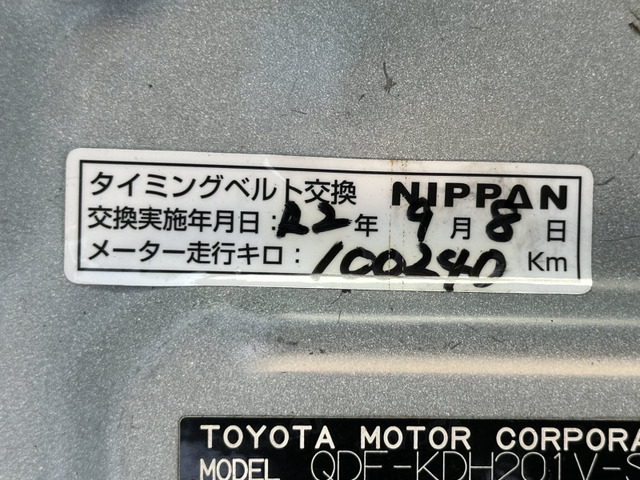 タイミングベルト交換 NIPPAN
交換実施年月日:22年 9月 8日
メーター走行キロ:100240 Km
TOYOTA MOTOR CORPORA
MODEL QDF-KDH201V-S